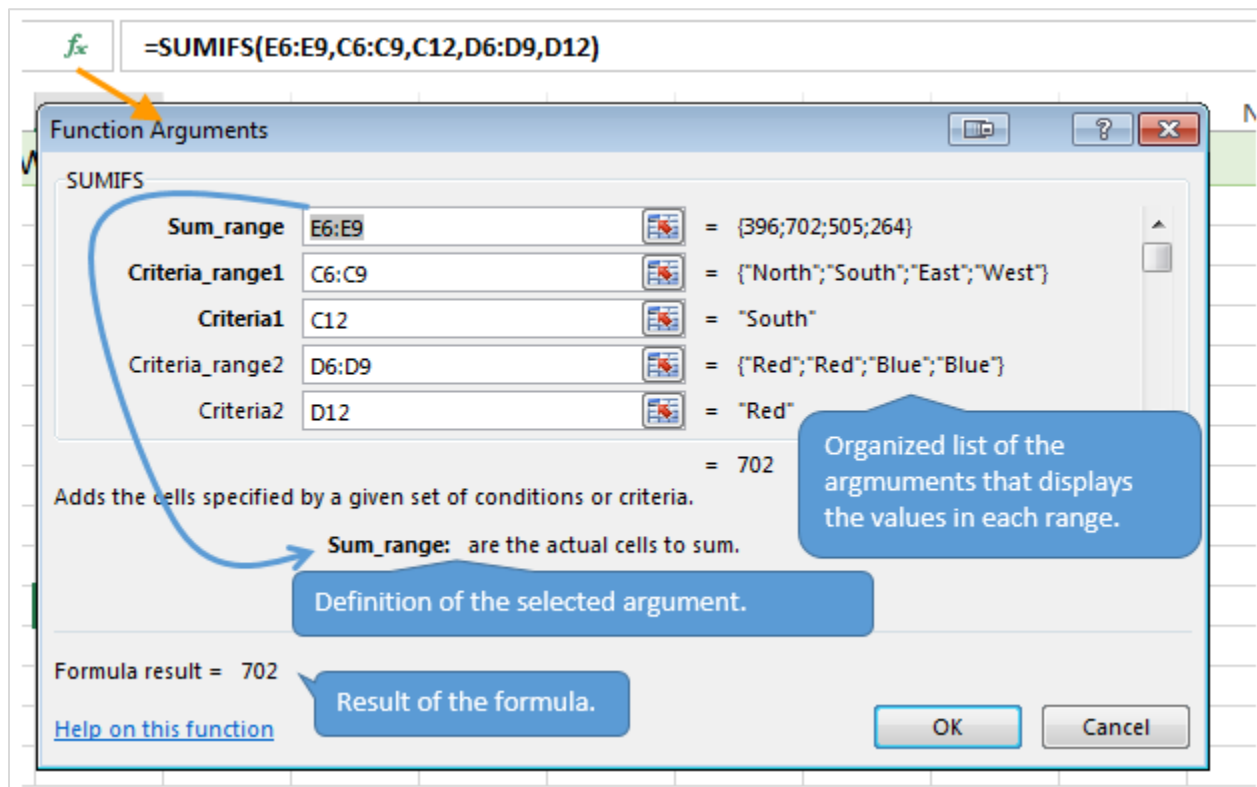 fx =SUMIFS(E6:E9,C6:C9,C12,D6:D9,D12)
N
Function Arguments
SUMIFS
Sum_range E6:E9 = {396;702;505;264}
Criteria_range1 C6:C9 = {"North";"South";"East";"West"}
Criteria1 C12 = "South"
Criteria_range2 D6:D9 = {"Red";"Red";"Blue";"Blue"}
Criteria2 D12 = "Red"
= 702
Organized list of the
argmuments that displays
the values in each range.
Adds the cells specified by a given set of conditions or criteria.
Sum_range: are the actual cells to sum.
Definition of the selected argument.
Formula result = 702
Result of the formula.
Help on this function
OK
Cancel